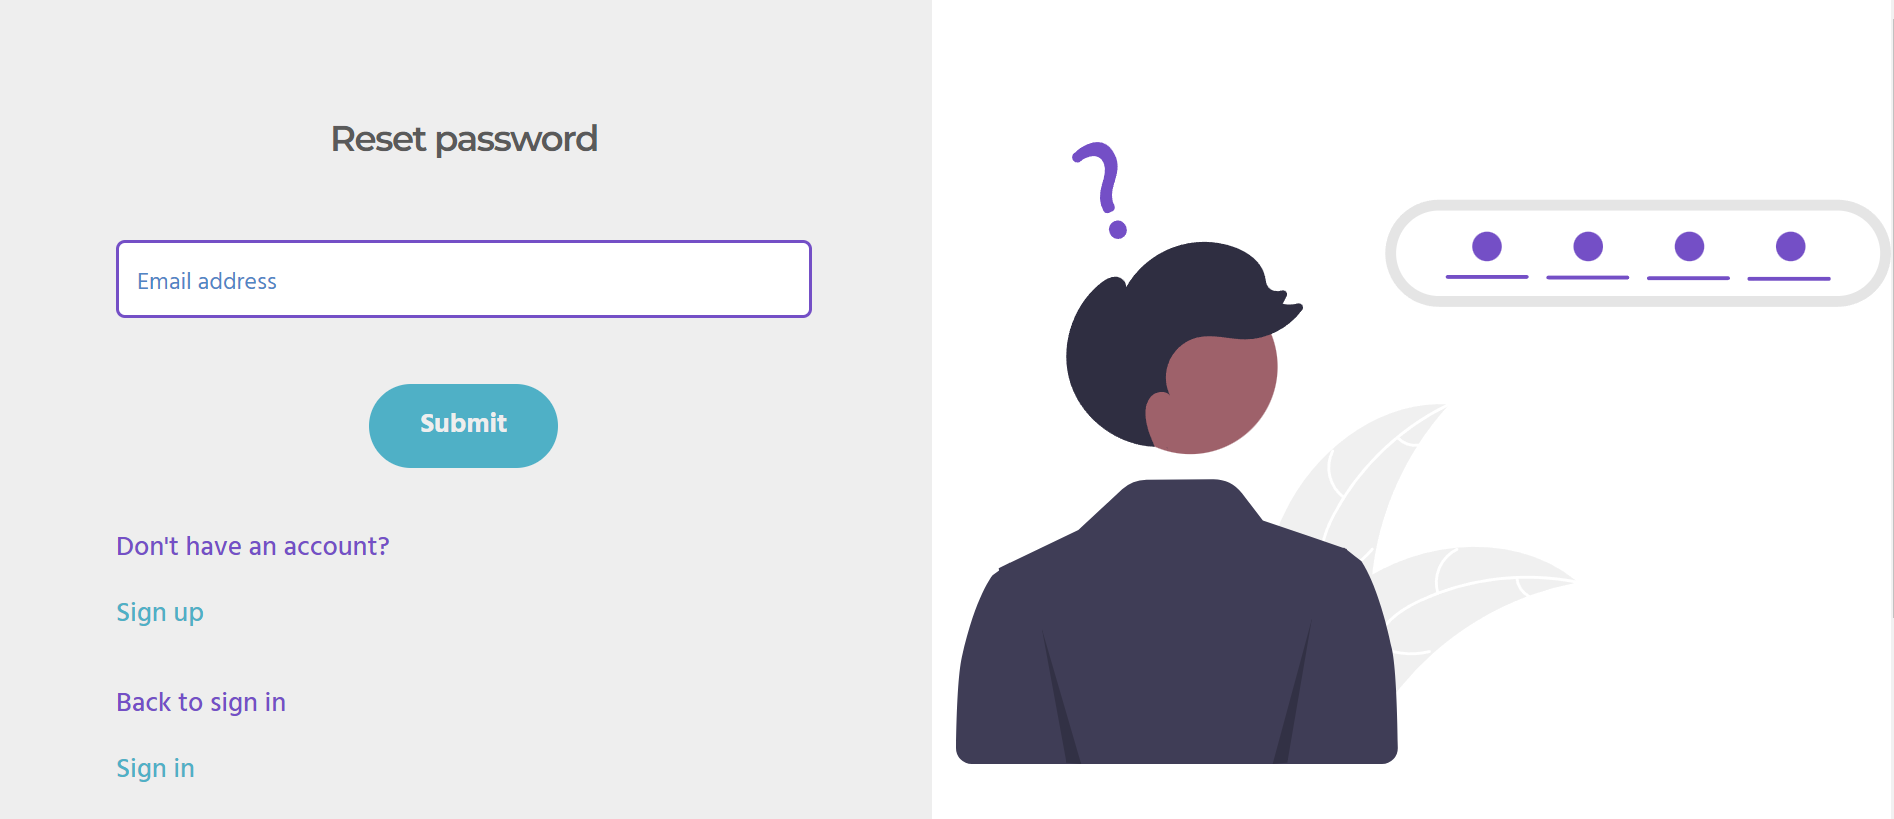 Reset password
Email address
Submit
Don't have an account?
Sign up
Back to sign in
Sign in
?